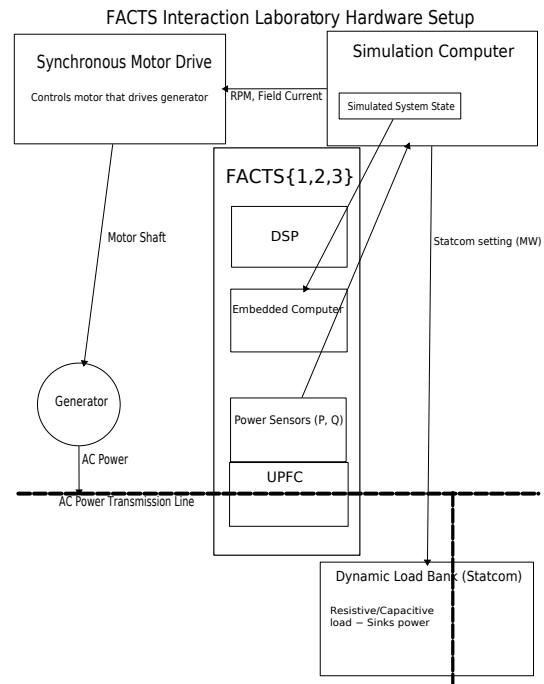 FACTS Interaction Laboratory Hardware Setup
Synchronous Motor Drive
Controls motor that drives generator
RPM, Field Current
Simulation Computer
Simulated System State
FACTS{1,2,3}
DSP
Motor Shaft
Statcom setting (MW)
Embedded Computer
Generator
Power Sensors (P, Q)
AC Power
UPFC
AC Power Transmission Line
Dynamic Load Bank (Statcom)
Resistive/Capacitive
load − Sinks power